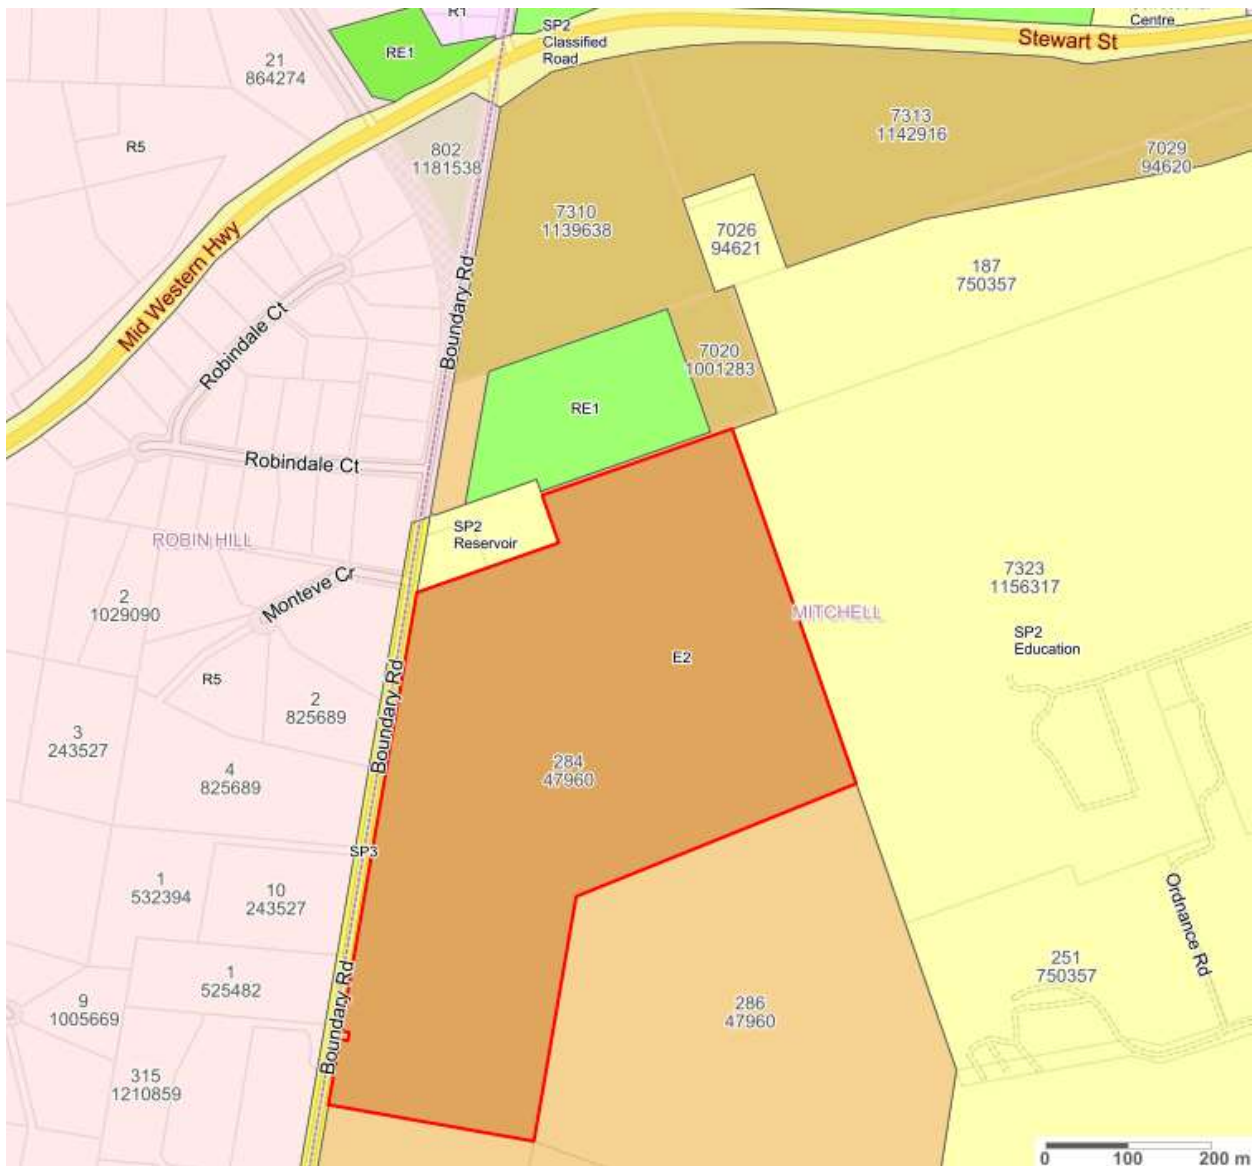 R1
SP2
Classified
Road
Centre
Stewart St
RE1
21
864274
R5
802
1181538
7313
1142916
7029
94620
7310
1139638
7026
94621
187
750357
Mid Western Hwy
Boundary Rd
Robindale Ct
7020
1001283
RE1
Robindale Ct
SP2
Reservoir
ROBIN HILL
Monteve Cr
2
1029090
7323
1156317
MITCHELL
SP2
Education
E2
R5
2
825689
Boundary Rd
3
243527
4
825689
284
47960
SP3
1
532394
10
243527
Ordnance Rd
251
750357
1
525482
9
1005669
Boundary Rd
286
47960
315
1210859
0 100 200 m